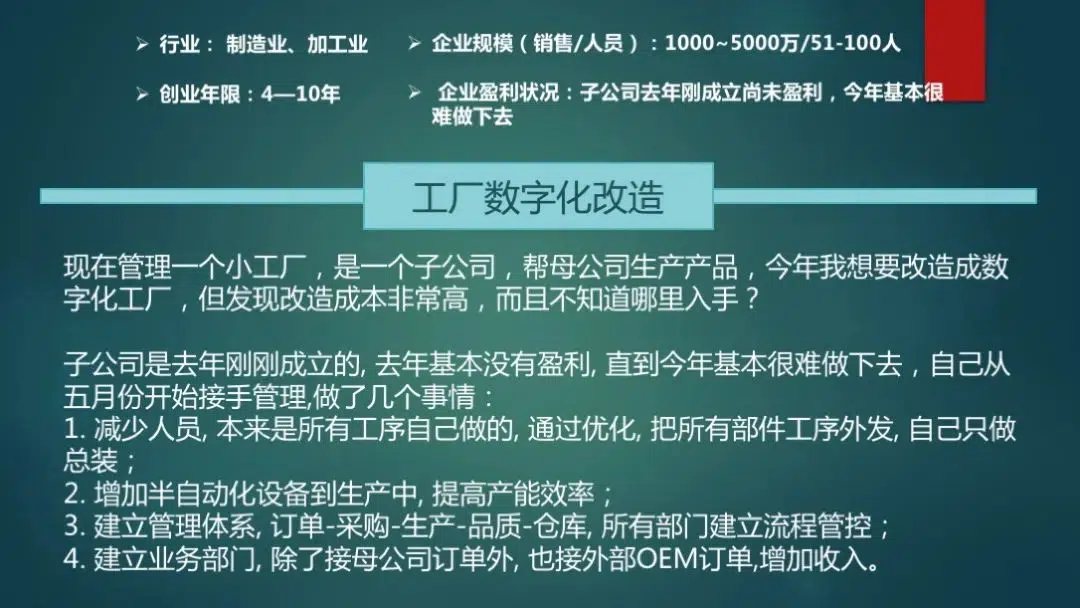 ➢ 行业： 制造业、加工业
➢ 企业规模（销售/人员）：1000~5000万/51-100人
➢ 创业年限：4—10年
➢ 企业盈利状况：子公司去年刚成立尚未盈利，今年基本很
难做下去
工厂数字化改造
现在管理一个小工厂，是一个子公司，帮母公司生产产品，今年我想要改造成数
字化工厂，但发现改造成本非常高，而且不知道哪里入手？
子公司是去年刚刚成立的, 去年基本没有盈利, 直到今年基本很难做下去，自己从
五月份开始接手管理,做了几个事情：
1. 减少人员, 本来是所有工序自己做的, 通过优化, 把所有部件工序外发, 自己只做
总装；
2. 增加半自动化设备到生产中, 提高产能效率；
3. 建立管理体系, 订单-采购-生产-品质-仓库, 所有部门建立流程管控；
4. 建立业务部门, 除了接母公司订单外, 也接外部OEM订单,增加收入。